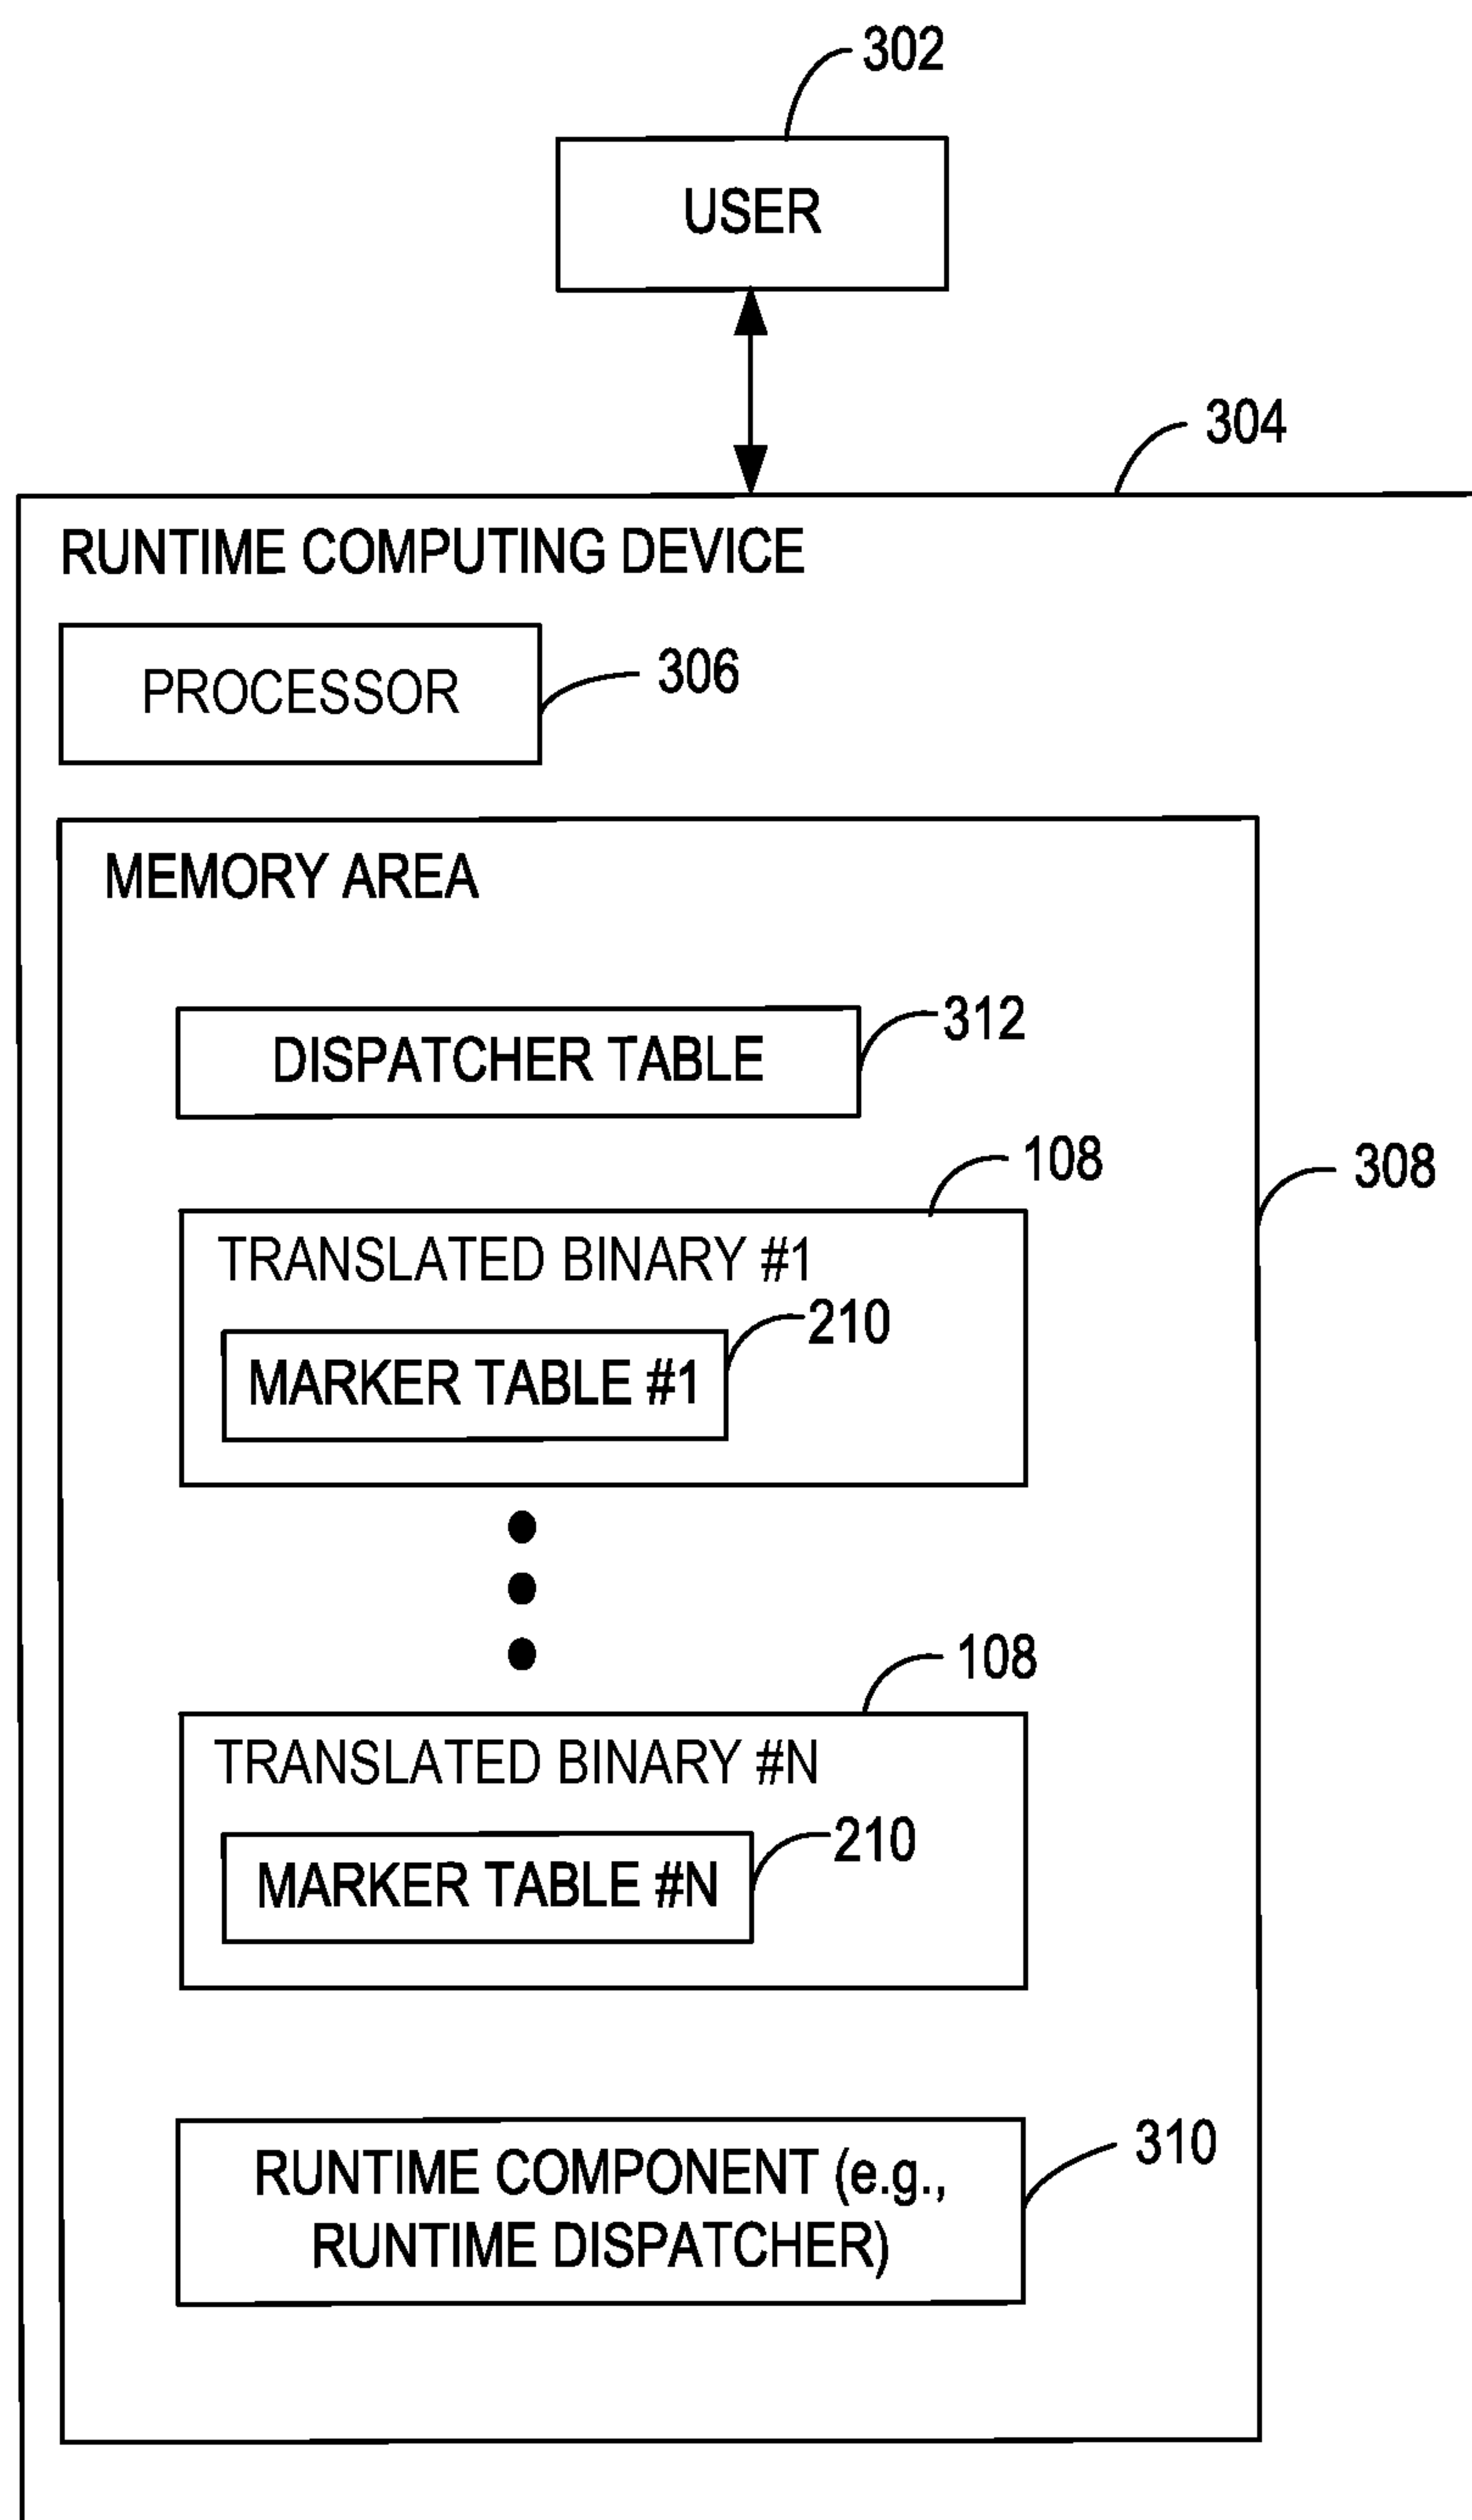 302
USER
304
RUNTIME COMPUTING DEVICE
PROCESSOR
306
MEMORY AREA
312
DISPATCHER TABLE
108
308
TRANSLATED BINARY #1
210
MARKER TABLE #1
108
TRANSLATED BINARY #N
210
MARKER TABLE #N
310
RUNTIME COMPONENT (e.g.,
RUNTIME DISPATCHER)